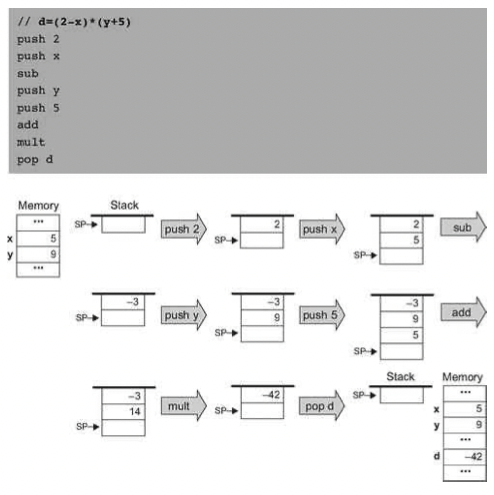 // d=(2-x)*(y+5)
push 2
push x
sub
push y
push 5
add
mult
pop d
Memory
...
x 5
y 9
...
Stack
SP
push 2
2
SP
push x
2
5
SP
sub
-3
SP
push y
-3
9
SP
push 5
-3
9
5
SP
add
-3
14
SP
mult
-42
SP
pop d
Stack
SP
Memory
...
x 5
y 9
...
d -42
...